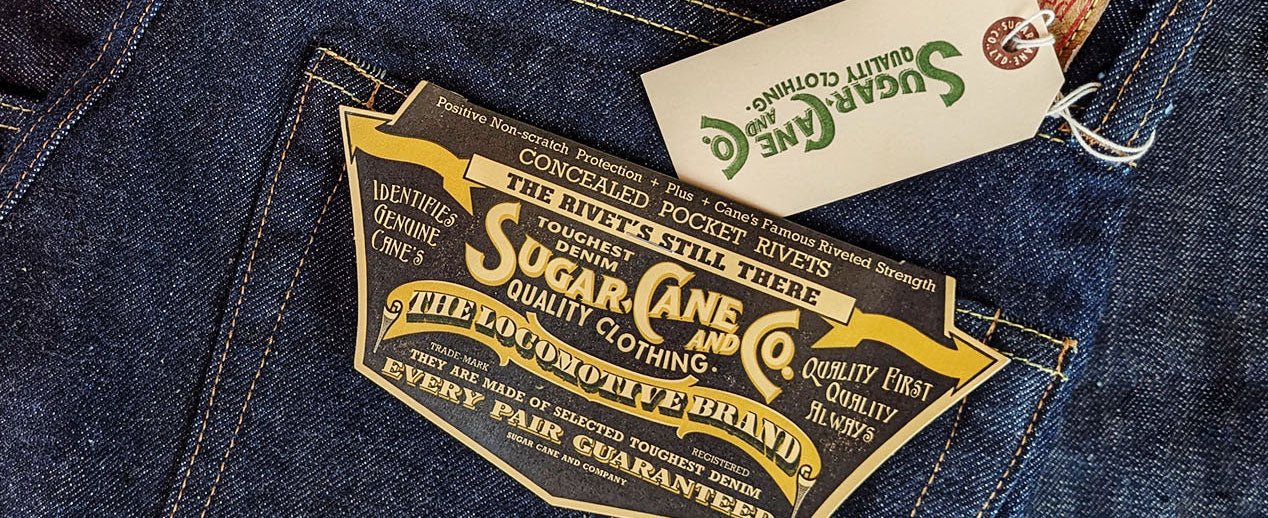 SUGAR CANE
AND
CO.
QUALITY CLOTHING.
Positive Non-scratch Protection + Plus + Cane's Famous Riveted Strength
CONCEALED POCKET RIVETS
THE RIVET'S STILL THERE
IDENTIFIES
GENUINE
CANE'S
TOUGHEST
DENIM
SUGAR CANE
AND CO.
QUALITY CLOTHING.
THE LOCOMOTIVE BRAND
QUALITY FIRST
QUALITY
ALWAYS
TRADE-MARK
REGISTERED
THEY ARE MADE OF SELECTED TOUGHEST DENIM
EVERY PAIR GUARANTEED
SUGAR CANE AND COMPANY